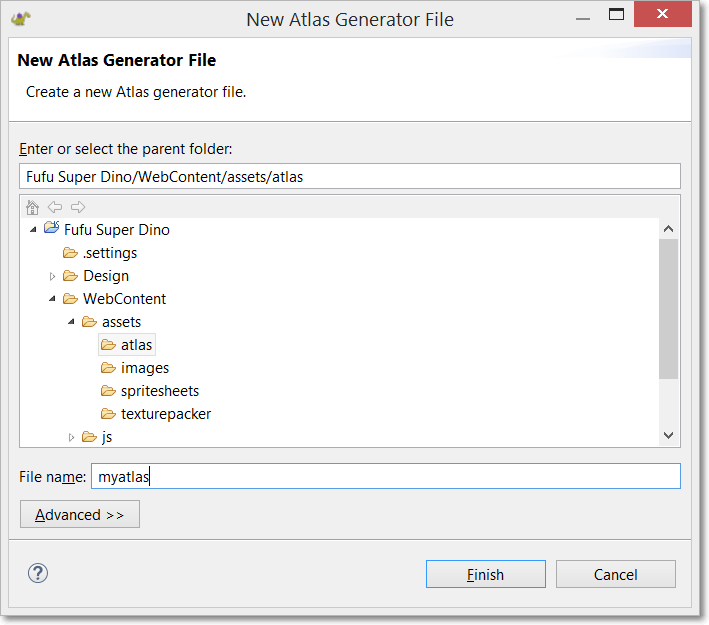 New Atlas Generator File
New Atlas Generator File
Create a new Atlas generator file.
Enter or select the parent folder:
Fufu Super Dino/WebContent/assets/atlas
Fufu Super Dino
.settings
Design
WebContent
assets
atlas
images
spritesheets
texturepacker
js
File name: myatlas
Advanced >>
? Finish Cancel